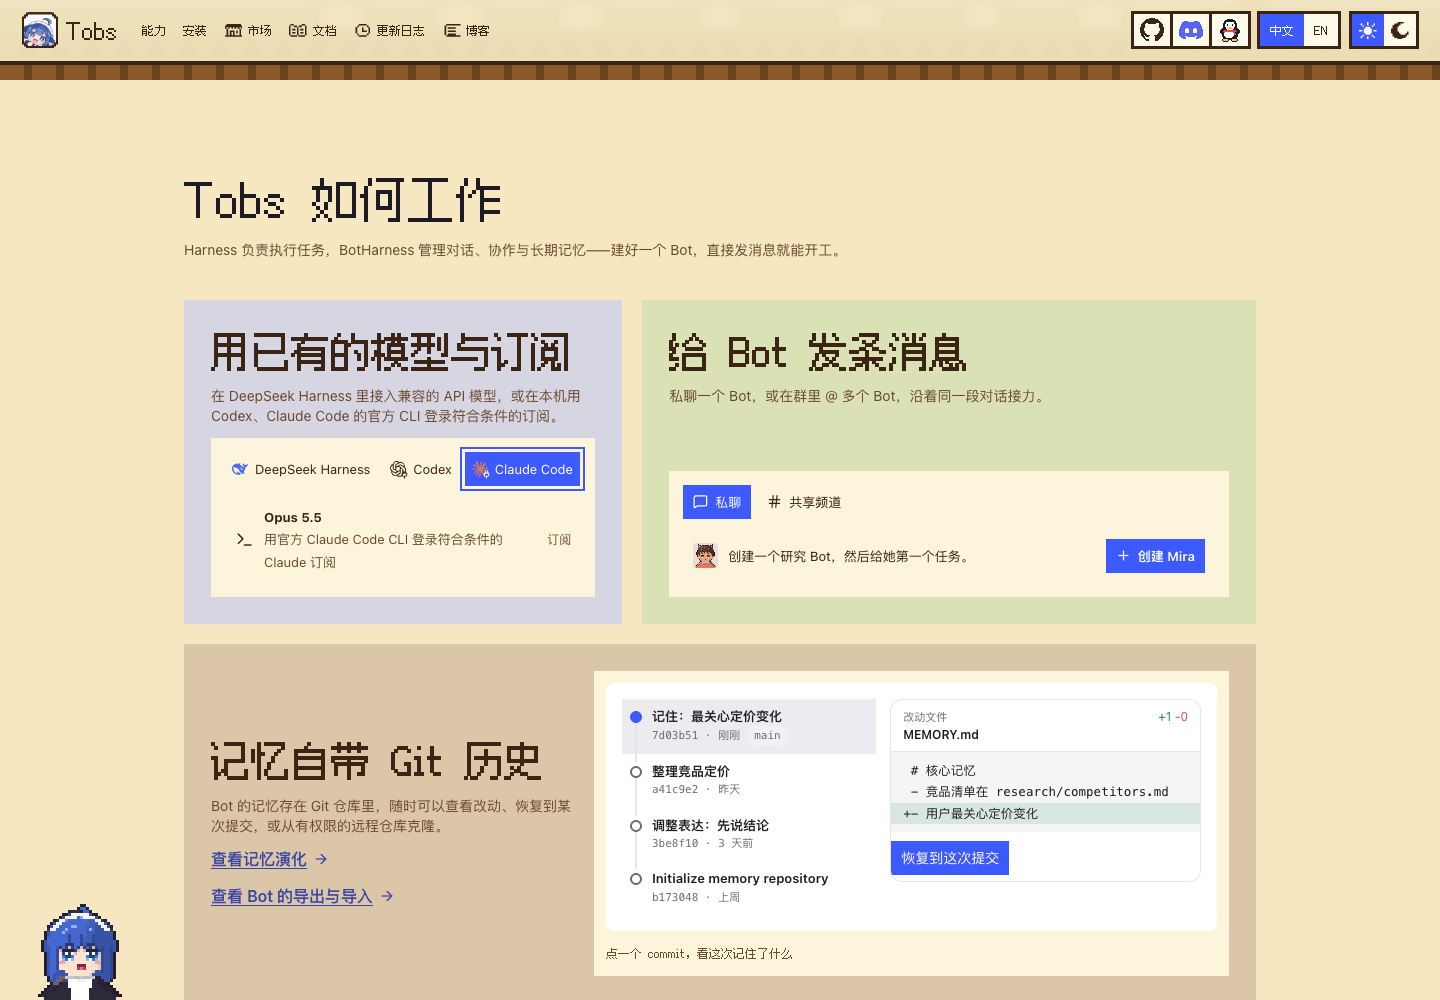 Tobs
能力
安装
市场
文档
更新日志
博客
中文
EN
Tobs 如何工作
Harness 负责执行任务，BotHarness 管理对话、协作与长期记忆——建好一个 Bot，直接发消息就能开工。
用已有的模型与订阅
在 DeepSeek Harness 里接入兼容的 API 模型，或在本机用
Codex、Claude Code 的官方 CLI 登录符合条件的订阅。
DeepSeek Harness
Codex
Claude Code
Opus 5.5
用官方 Claude Code CLI 登录符合条件的
Claude 订阅
订阅
给 Bot 发条消息
私聊一个 Bot，或在群里 @ 多个 Bot，沿着同一段对话接力。
私聊
共享频道
创建一个研究 Bot，然后给她第一个任务。
创建 Mira
记忆自带 Git 历史
Bot 的记忆存在 Git 仓库里，随时可以查看改动、恢复到某
次提交，或从有权限的远程仓库克隆。
查看记忆演化
查看 Bot 的导出与导入
记住：最关心定价变化
7d03b51 · 刚刚 main
整理竞品定价
a41c9e2 · 昨天
调整表达：先说结论
3be8f10 · 3 天前
Initialize memory repository
b173048 · 上周
改动文件
+1 -0
MEMORY.md
# 核心记忆
– 竞品清单在 research/competitors.md
+– 用户最关心定价变化
恢复到这次提交
点一个 commit，看这次记住了什么